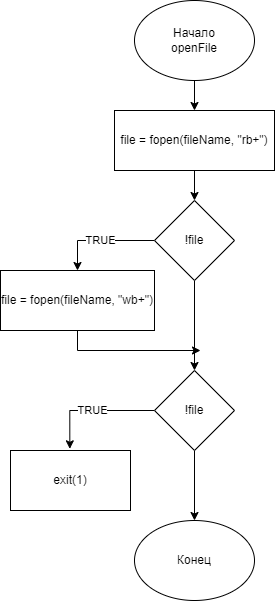 Начало
openFile
file = fopen(fileName, "rb+")
!file
TRUE
file = fopen(fileName, "wb+")
!file
TRUE
exit(1)
Конец